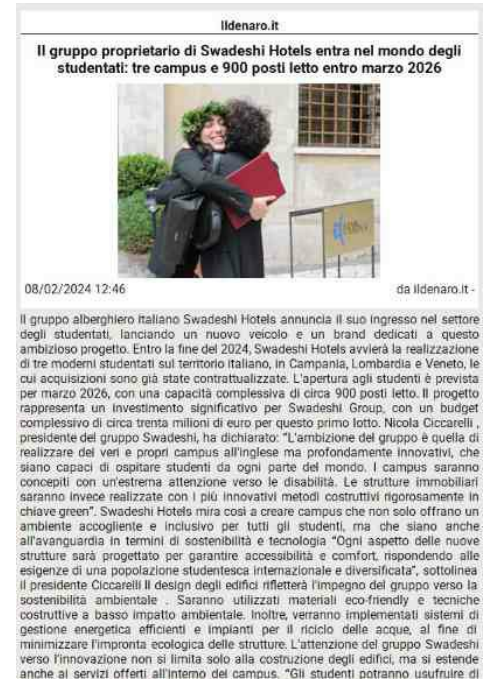 ildenaro.it
Il gruppo proprietario di Swadeshi Hotels entra nel mondo degli
studentati: tre campus e 900 posti letto entro marzo 2026
08/02/2024 12:46
da ildenaro.it -
Il gruppo alberghiero italiano Swadeshi Hotels annuncia il suo ingresso nel settore
degli studentati, lanciando un nuovo veicolo e un brand dedicati a questo
ambizioso progetto. Entro la fine del 2024, Swadeshi Hotels avvierà la realizzazione
di tre moderni studentati sul territorio italiano, in Campania, Lombardia e Veneto, le
cui acquisizioni sono già state contrattualizzate. L'apertura agli studenti è prevista
per marzo 2026, con una capacità complessiva di circa 900 posti letto. Il progetto
rappresenta un investimento significativo per Swadeshi Group, con un budget
complessivo di circa trenta milioni di euro per questo primo lotto. Nicola Ciccarelli ,
presidente del gruppo Swadeshi, ha dichiarato: "L'ambizione del gruppo è quella di
realizzare dei veri e propri campus all'inglese ma profondamente innovativi, che
siano capaci di ospitare studenti da ogni parte del mondo. I campus saranno
concepiti con un'estrema attenzione verso le disabilità. Le strutture immobiliari
saranno invece realizzate con i più innovativi metodi costruttivi rigorosamente in
chiave green". Swadeshi Hotels mira così a creare campus che non solo offrano un
ambiente accogliente e inclusivo per tutti gli studenti, ma che siano anche
all'avanguardia in termini di sostenibilità e tecnologia "Ogni aspetto delle nuove
strutture sarà progettato per garantire accessibilità e comfort, rispondendo alle
esigenze di una popolazione studentesca internazionale e diversificata", sottolinea
il presidente Ciccarelli Il design degli edifici rifletterà l'impegno del gruppo verso la
sostenibilità ambientale . Saranno utilizzati materiali eco-friendly e tecniche
costruttive a basso impatto ambientale. Inoltre, verranno implementati sistemi di
gestione energetica efficienti e impianti per il riciclo delle acque, al fine di
minimizzare l'impronta ecologica delle strutture. L'attenzione del gruppo Swadeshi
verso l'innovazione non si limita solo alla costruzione degli edifici, ma si estende
anche ai servizi offerti all'interno dei campus. "Gli studenti potranno usufruire di